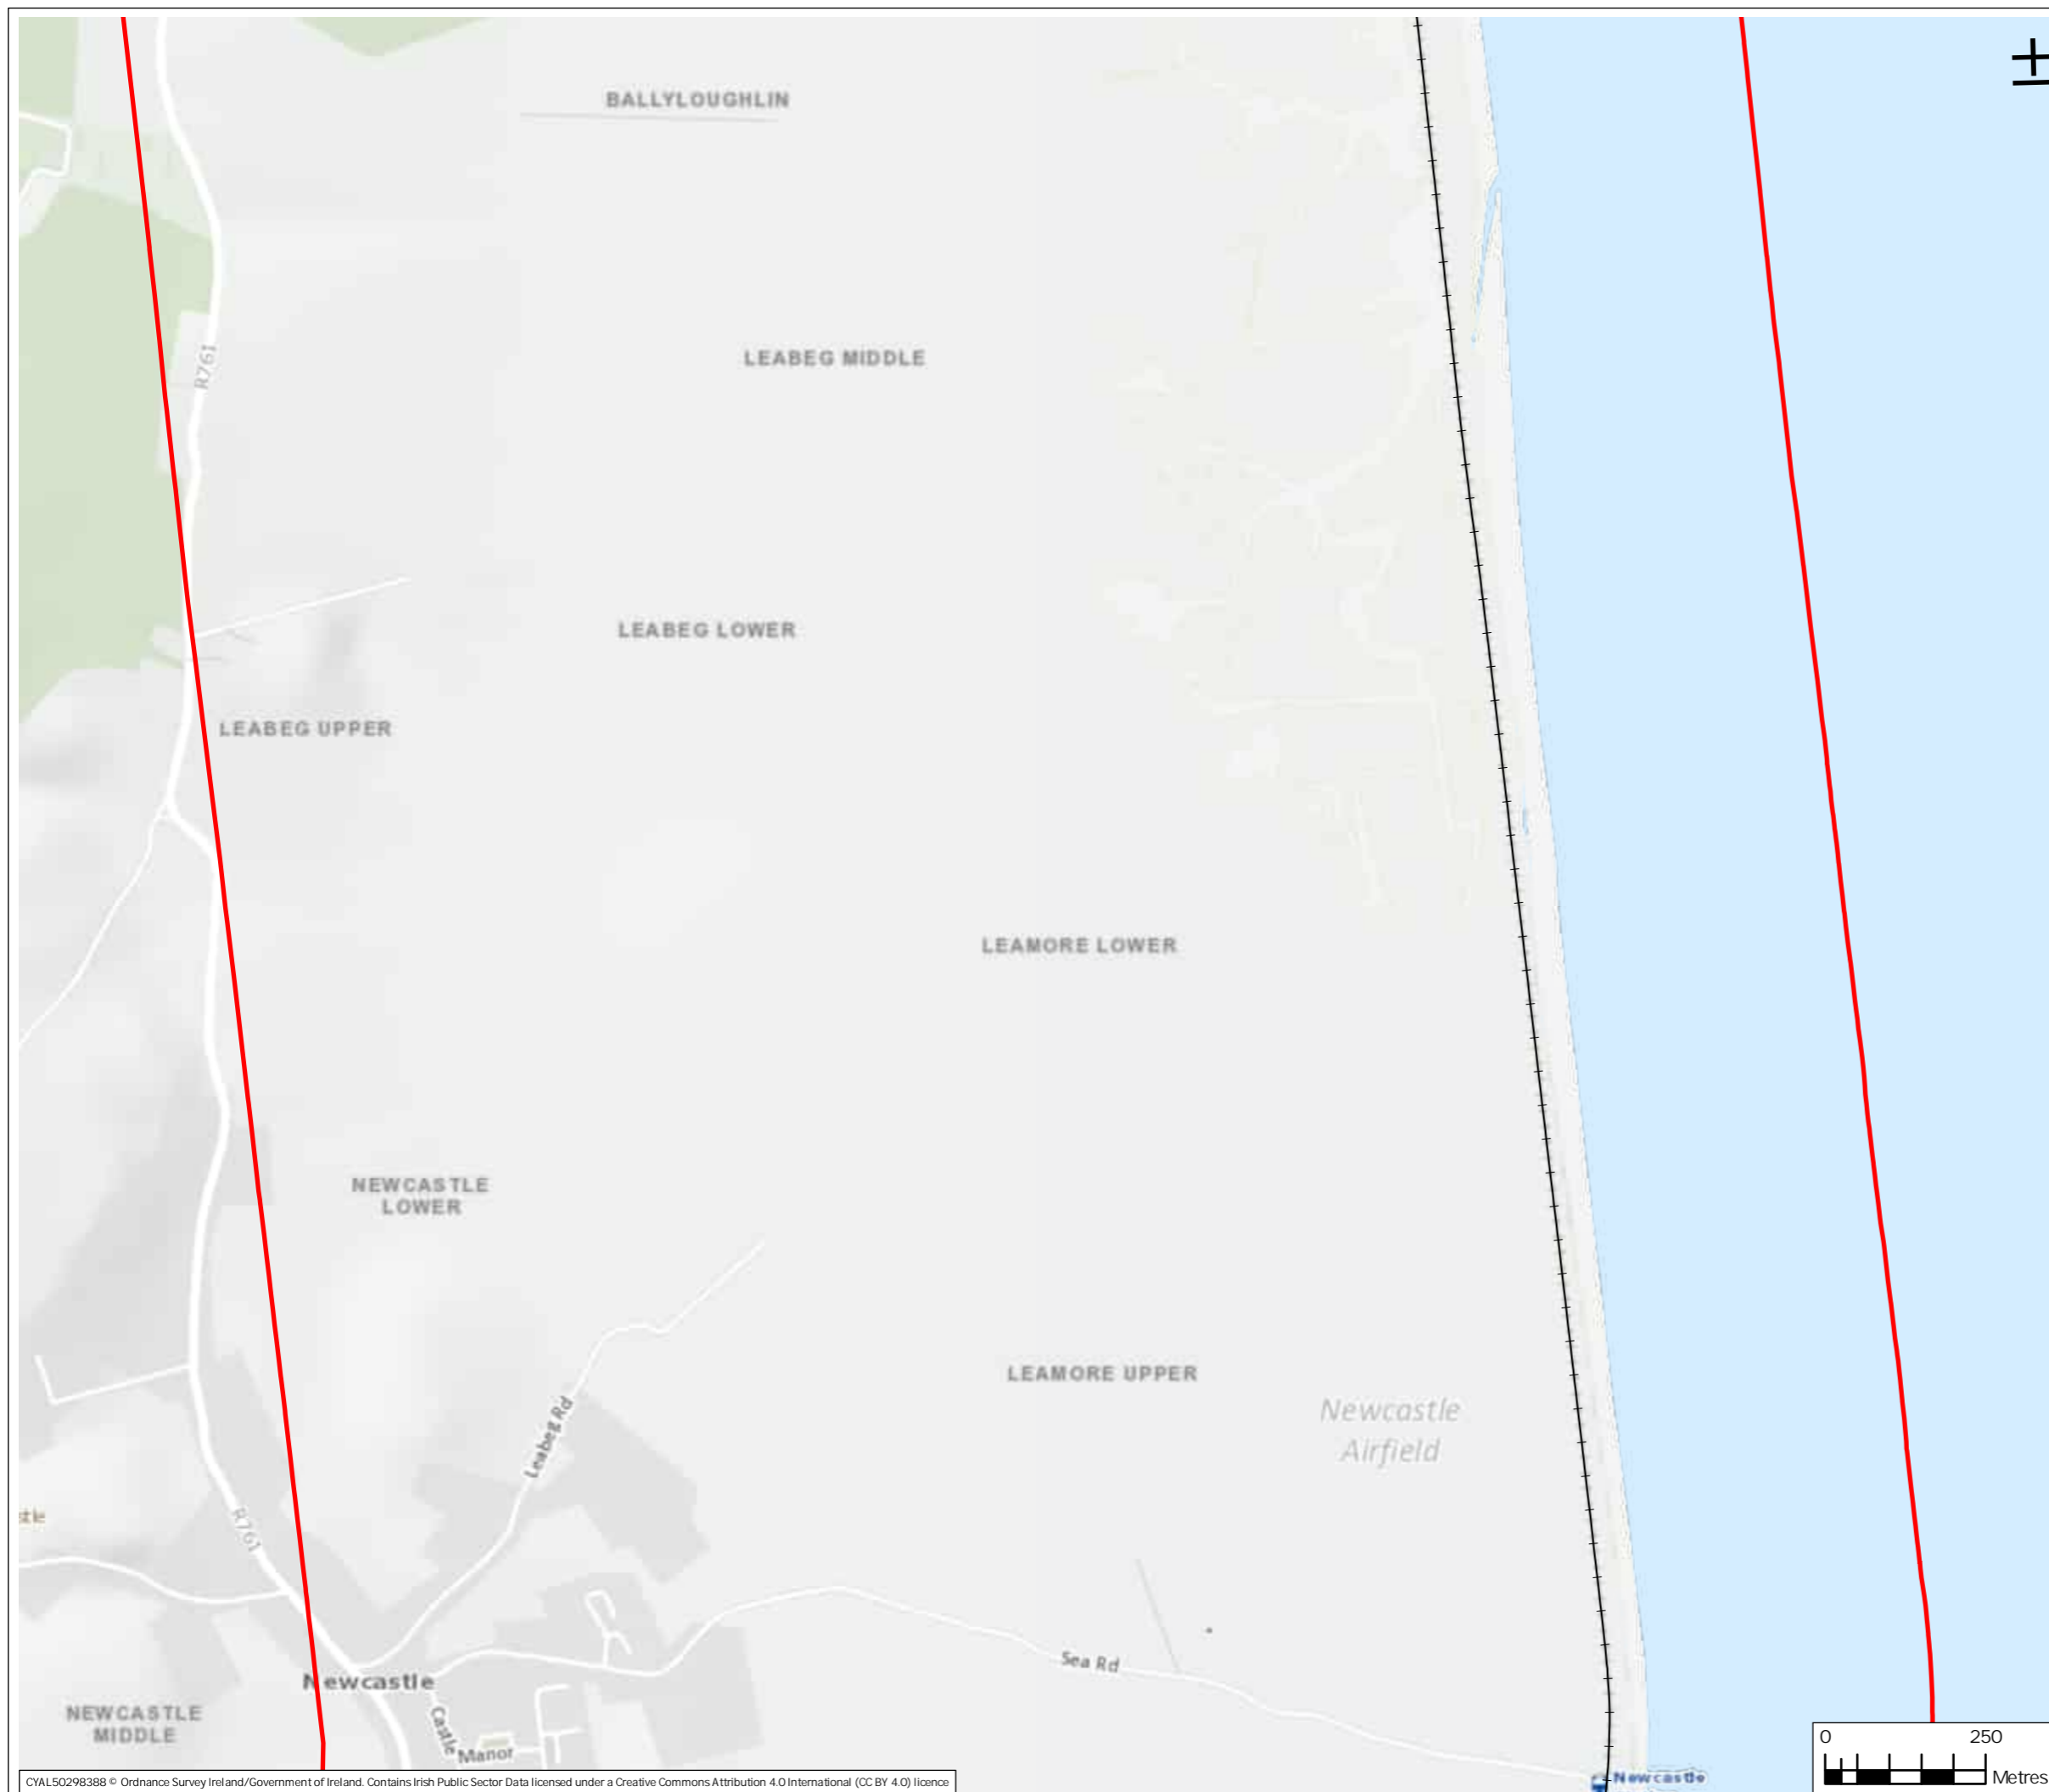 BALLYLOUGHLIN
LEABEG MIDDLE
R761
LEABEG LOWER
LEABEG UPPER
LEAMORE LOWER
NEWCASTLE
LOWER
LEAMORE UPPER
Newcastle
Airfield
Leabeg Rd
stle
R761
Sea Rd
Newcastle
NEWCASTLE
MIDDLE
Castle
Manor
0 250
Metres
Newcastle
CYAL50298388 © Ordnance Survey Ireland/Government of Ireland. Contains Irish Public Sector Data licensed under a Creative Commons Attribution 4.0 International (CC BY 4.0) licence